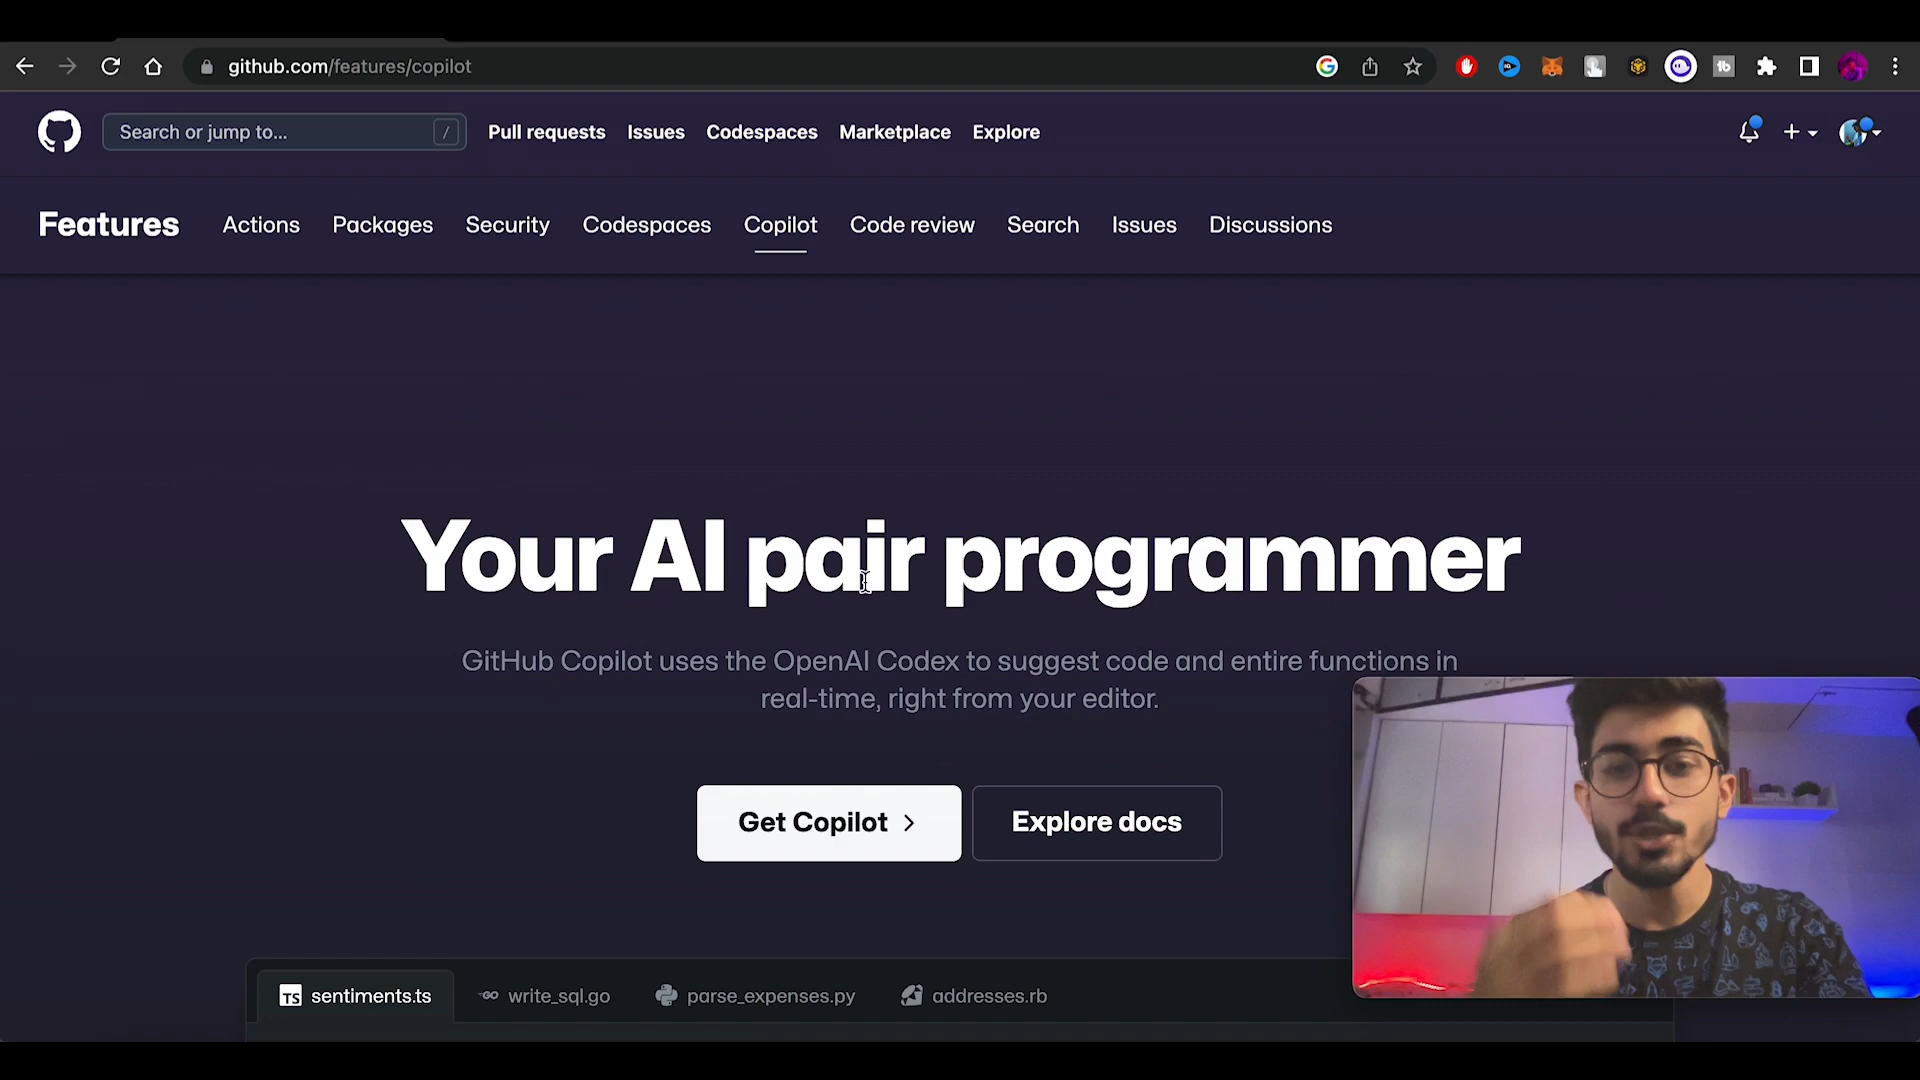 github.com/features/copilot
Search or jump to... /
Pull requests Issues Codespaces Marketplace Explore
Features Actions Packages Security Codespaces Copilot Code review Search Issues Discussions
Your AI pair programmer
GitHub Copilot uses the OpenAI Codex to suggest code and entire functions in
real-time, right from your editor.
Get Copilot Explore docs
TS sentiments.ts GO write_sql.go parse_expenses.py addresses.rb